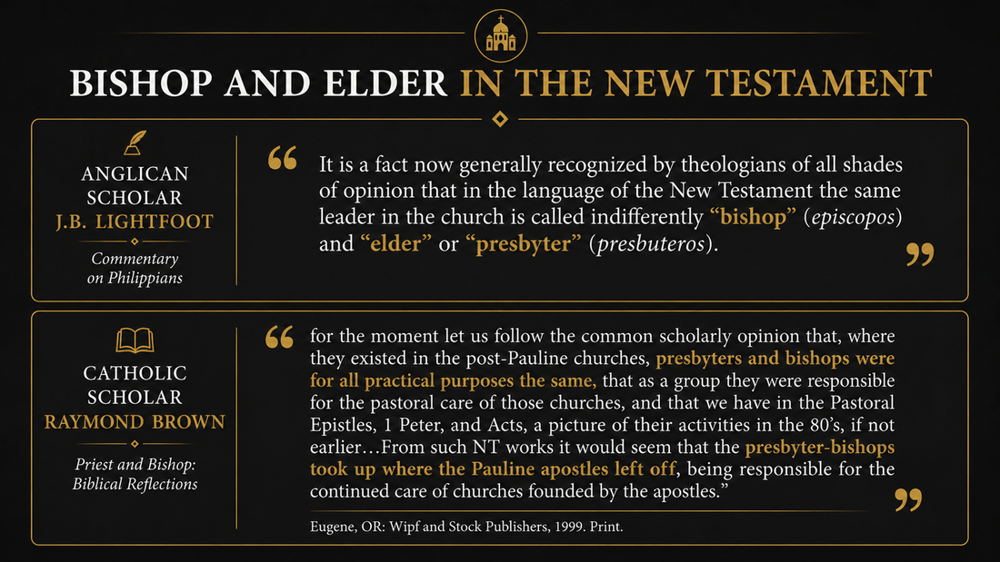 BISHOP AND ELDER IN THE NEW TESTAMENT
ANGLICAN
SCHOLAR
J.B. LIGHTFOOT
Commentary
on Philippians
“
It is a fact now generally recognized by theologians of all shades
of opinion that in the language of the New Testament the same
leader in the church is called indifferently “bishop” (episcopos)
and “elder” or “presbyter” (presbuteros).
”
CATHOLIC
SCHOLAR
RAYMOND BROWN
Priest and Bishop:
Biblical Reflections
“
for the moment let us follow the common scholarly opinion that, where
they existed in the post-Pauline churches, presbyters and bishops were
for all practical purposes the same, that as a group they were responsible
for the pastoral care of those churches, and that we have in the Pastoral
Epistles, 1 Peter, and Acts, a picture of their activities in the 80’s, if not
earlier…From such NT works it would seem that the presbyter-bishops
took up where the Pauline apostles left off, being responsible for the
continued care of churches founded by the apostles.”
”
Eugene, OR: Wipf and Stock Publishers, 1999. Print.